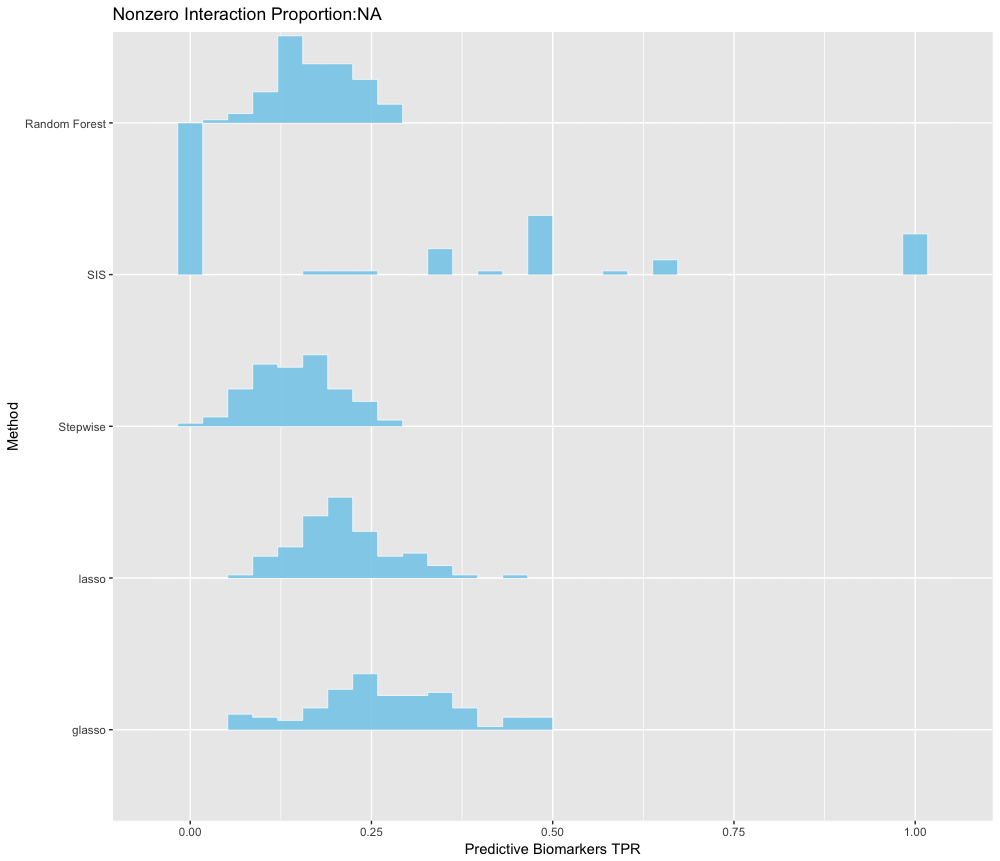 Nonzero Interaction Proportion:NA
Random Forest
SIS
Stepwise
lasso
glasso
Method
0.00 0.25 0.50 0.75 1.00
Predictive Biomarkers TPR